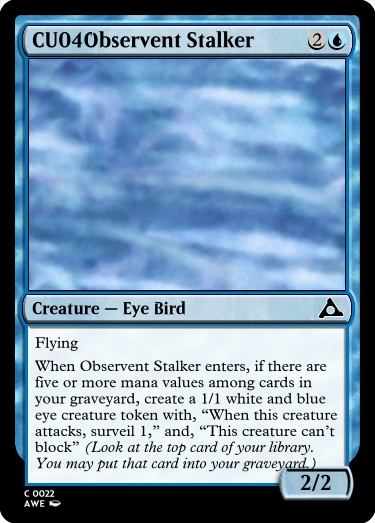 CU04Observent Stalker 2
Creature — Eye Bird
Flying
When Observent Stalker enters, if there are
five or more mana values among cards in
your graveyard, create a 1/1 white and blue
eye creature token with, “When this creature
attacks, surveil 1,” and, “This creature can’t
block” (Look at the top card of your library.
You may put that card into your graveyard.)
2/2
C 0022
AWE